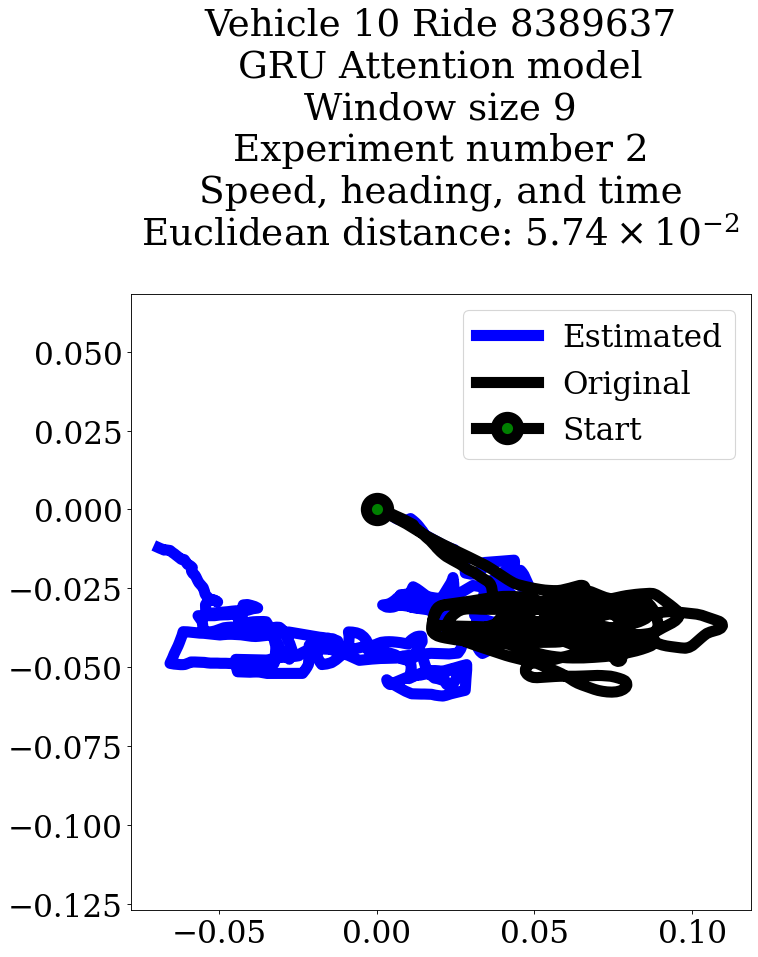 Vehicle 10 Ride 8389637
GRU Attention model
Window size 9
Experiment number 2
Speed, heading, and time
Euclidean distance: 5.74 × 10⁻²
Estimated
Original
Start
0.050
0.025
0.000
−0.025
−0.050
−0.075
−0.100
−0.125
−0.05
0.00
0.05
0.10